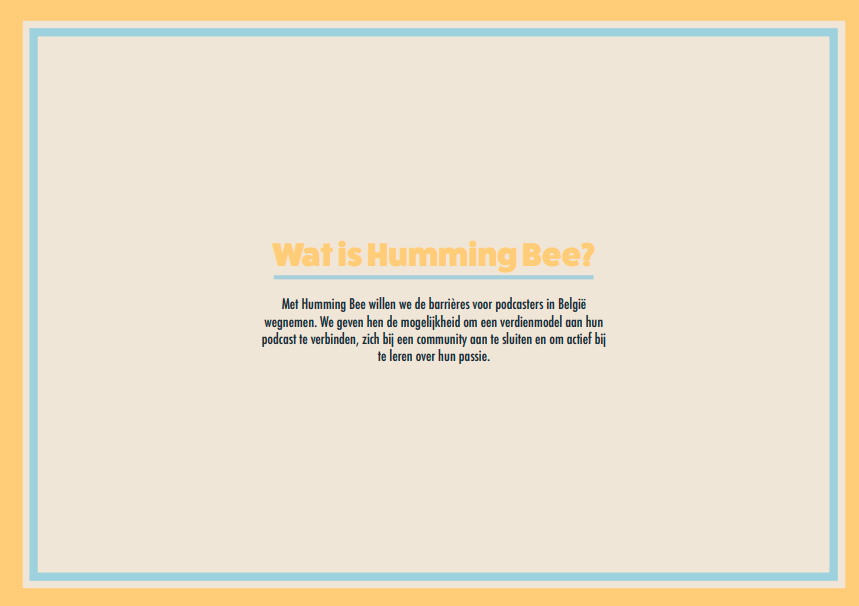 Wat is Humming Bee?
Met Humming Bee willen we de barrières voor podcasters in België
wegnemen. We geven hen de mogelijkheid om een verdienmodel aan hun
podcast te verbinden, zich bij een community aan te sluiten en om actief bij
te leren over hun passie.